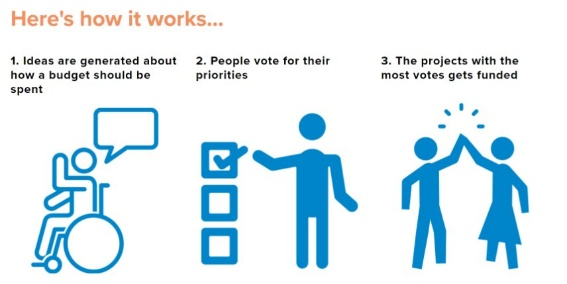 Here's how it works...
1. Ideas are generated about
how a budget should be
spent
2. People vote for their
priorities
3. The projects with the
most votes gets funded